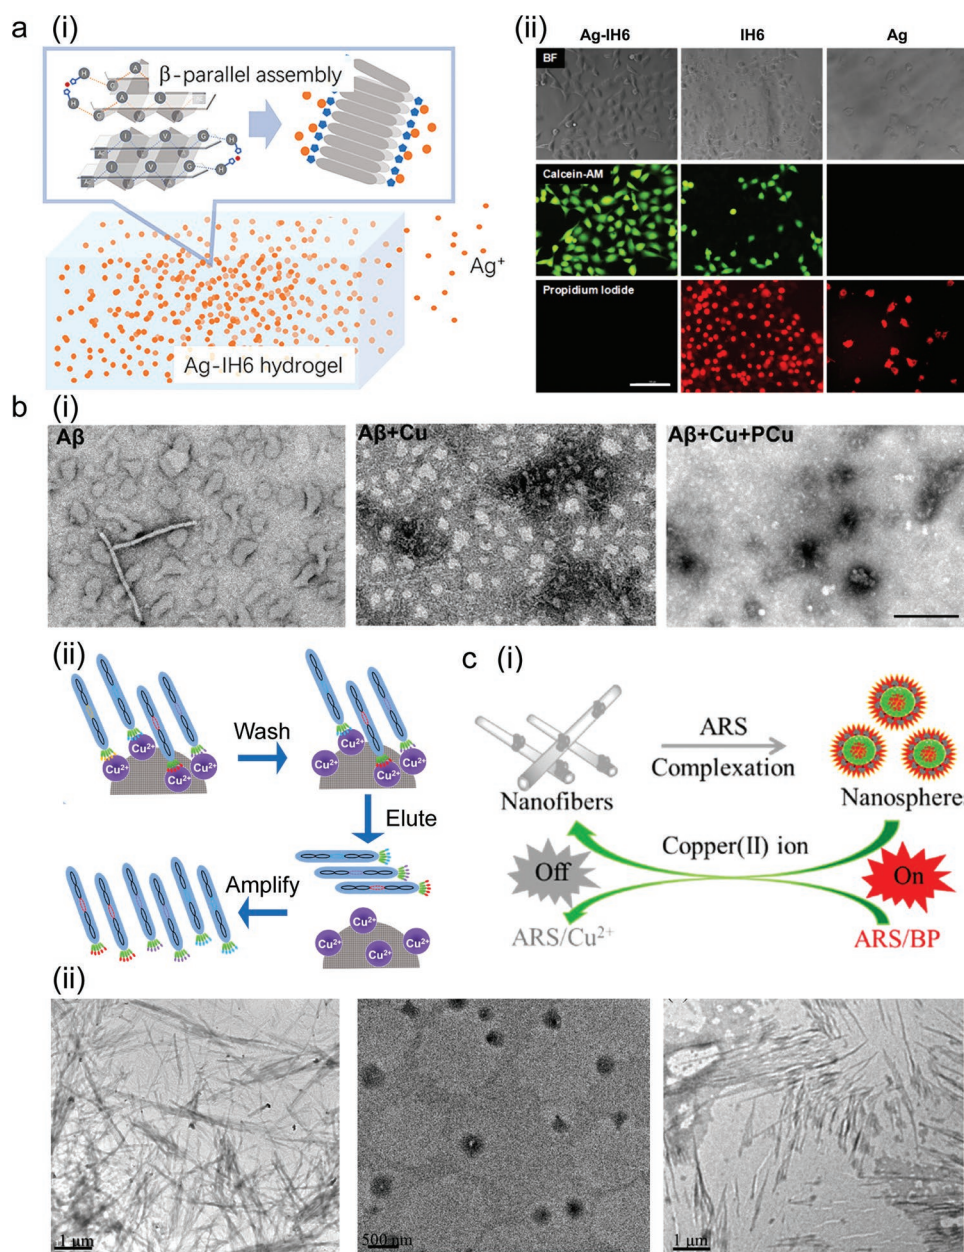 a (i)
β-parallel assembly
Ag⁺
Ag-IH6 hydrogel
(ii)
Ag-IH6 IH6 Ag
BF
Calcein-AM
Propidium Iodide
b (i)
Aβ Aβ+Cu Aβ+Cu+PCu
(ii)
Cu²⁺ Cu²⁺ Cu²⁺ Cu²⁺
Wash
Cu²⁺ Cu²⁺ Cu²⁺ Cu²⁺
Elute
Amplify
Cu²⁺ Cu²⁺ Cu²⁺ Cu²⁺
c (i)
Nanofibers
ARS
Complexation
Nanospheres
Copper(II) ion
Off
On
ARS/Cu²⁺
ARS/BP
(ii)
1 μm
500 nm
1 μm